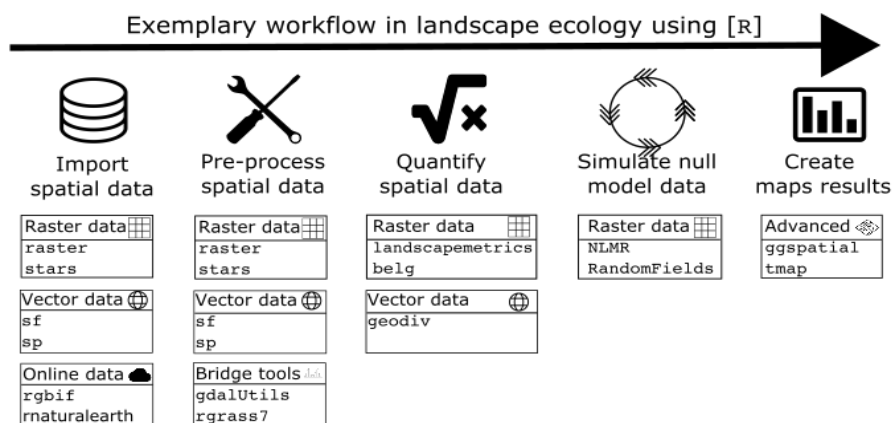 Exemplary workflow in landscape ecology using [R]
Import
spatial data
Raster data
raster
stars
Vector data
sf
sp
Online data
rgbif
rnaturalearth
Pre-process
spatial data
Raster data
raster
stars
Vector data
sf
sp
Bridge tools
gdalUtils
rgrass7
Quantify
spatial data
Raster data
landscapemetrics
belg
Vector data
geodiv
Simulate null
model data
Raster data
NLMR
RandomFields
Create
maps results
Advanced
ggspatial
tmap